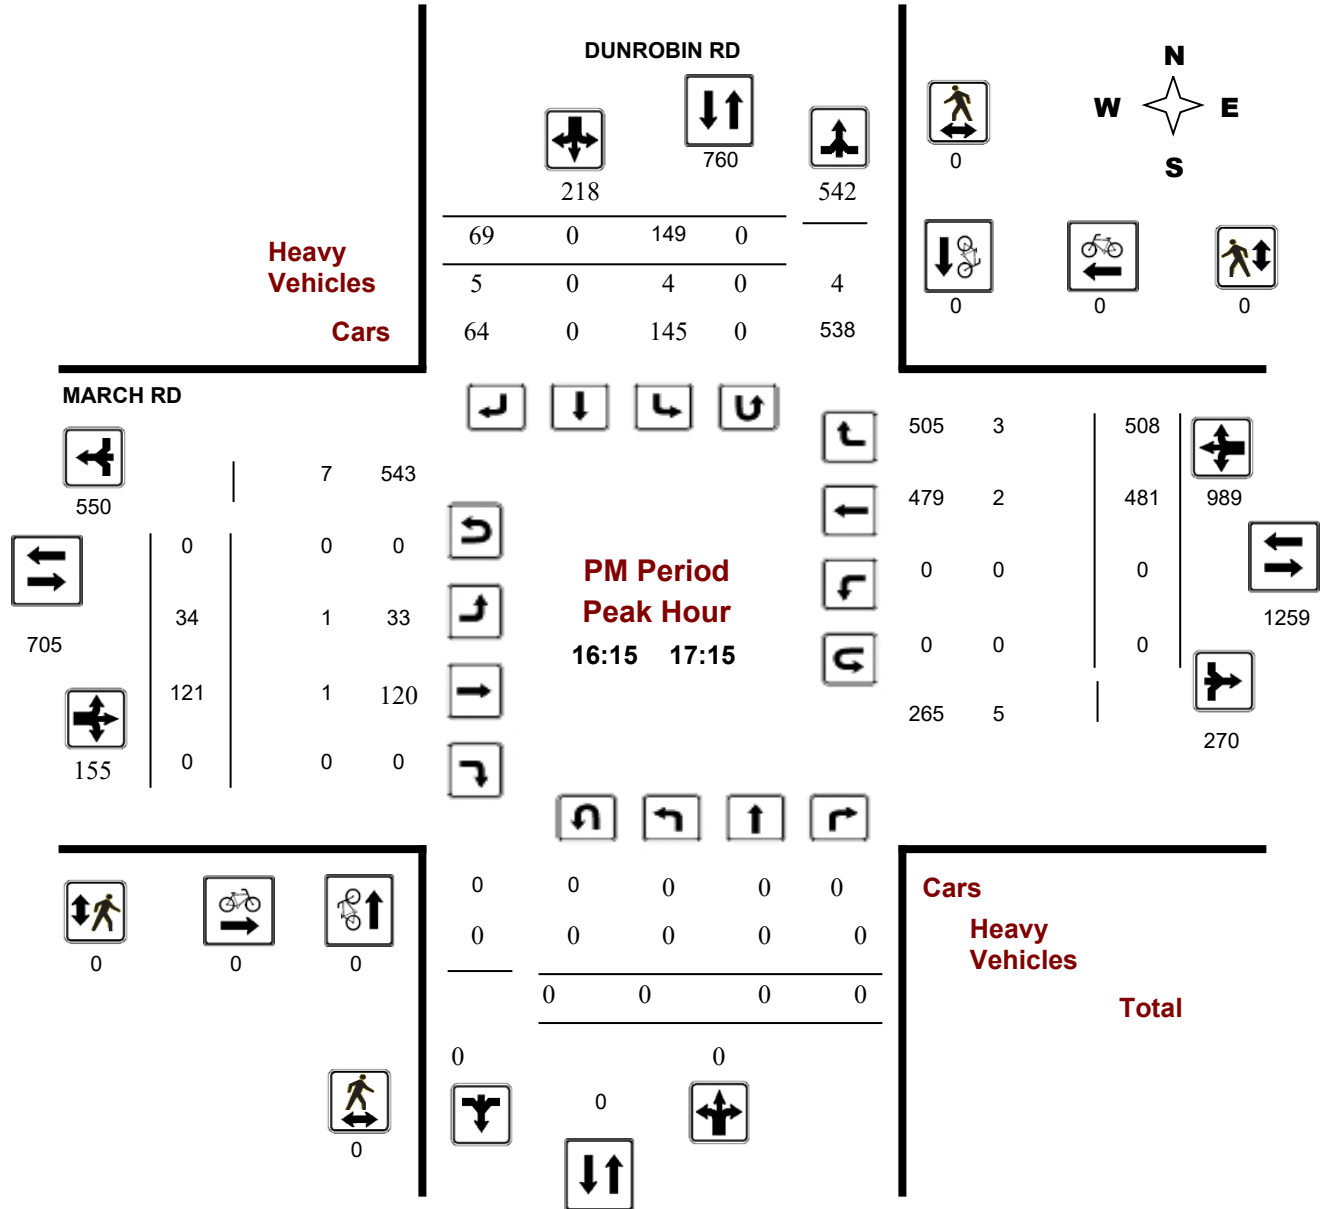 DUNROBIN RD
N
W E
S
760
0
218 542
69 0 149 0
Heavy
Vehicles
5 0 4 0 4
0 0 0
Cars
64 0 145 0 538
MARCH RD
505 3 508
7 543
550
479 2 481 989
0 0 0
PM Period
0 0 0
34 1 33
Peak Hour
1259
705
16:15 17:15
0 0 0
121 1 120
265 5
270
155 0 0 0
0 0 0 0 0
Cars
0 0 0 0 0
Heavy
Vehicles
0 0 0
0 0 0 0
Total
0 0
0
0